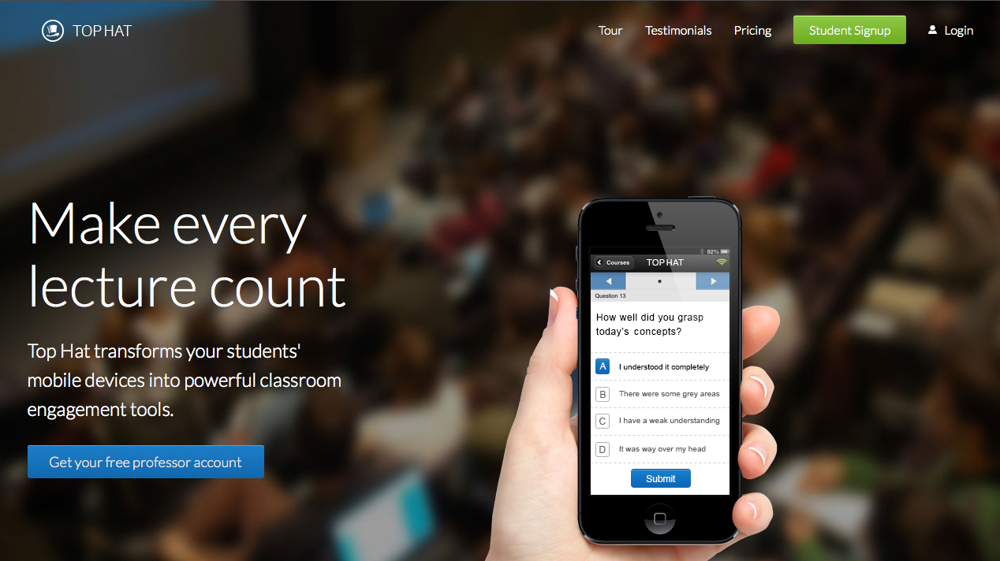 TOP HAT
Tour
Testimonials
Pricing
Student Signup
Login
Make every
lecture count
Top Hat transforms your students'
mobile devices into powerful classroom
engagement tools.
Get your free professor account
92%
Courses
TOP HAT
Question 13
How well did you grasp
today's concepts?
A I understood it completely
B There were some grey areas
C I have a weak understanding
D It was way over my head
Submit